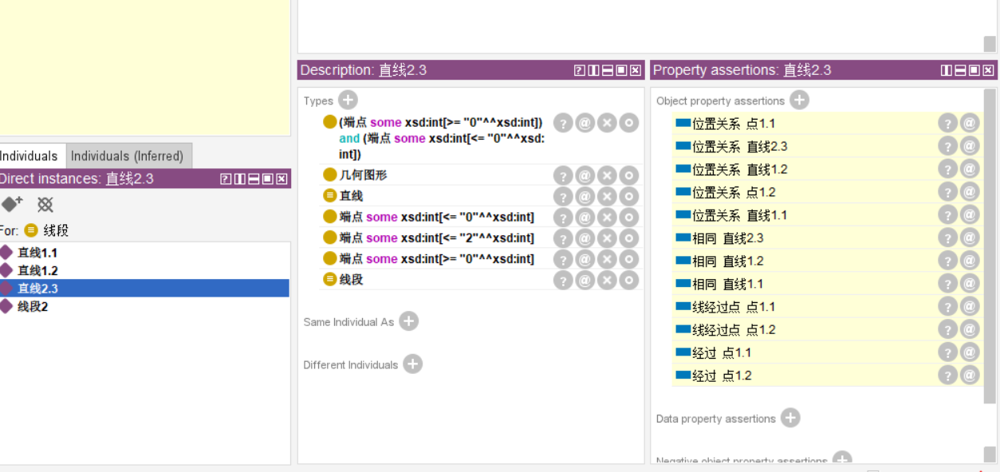 Description: 直线2.3
Property assertions: 直线2.3
Types
(端点 some xsd:int[>= "0"^^xsd:int])
and (端点 some xsd:int[<= "0"^^xsd:
int])
几何图形
直线
端点 some xsd:int[<= "0"^^xsd:int]
端点 some xsd:int[<= "2"^^xsd:int]
端点 some xsd:int[>= "0"^^xsd:int]
线段
Same Individual As
Different Individuals
Object property assertions
位置关系 点1.1
位置关系 直线2.3
位置关系 直线1.2
位置关系 点1.2
位置关系 直线1.1
相同 直线2.3
相同 直线1.2
相同 直线1.1
线经过点 点1.1
线经过点 点1.2
经过 点1.1
经过 点1.2
Data property assertions
Negative object property assertions
Individuals
Individuals (Inferred)
Direct instances: 直线2.3
For: 线段
直线1.1
直线1.2
直线2.3
线段2